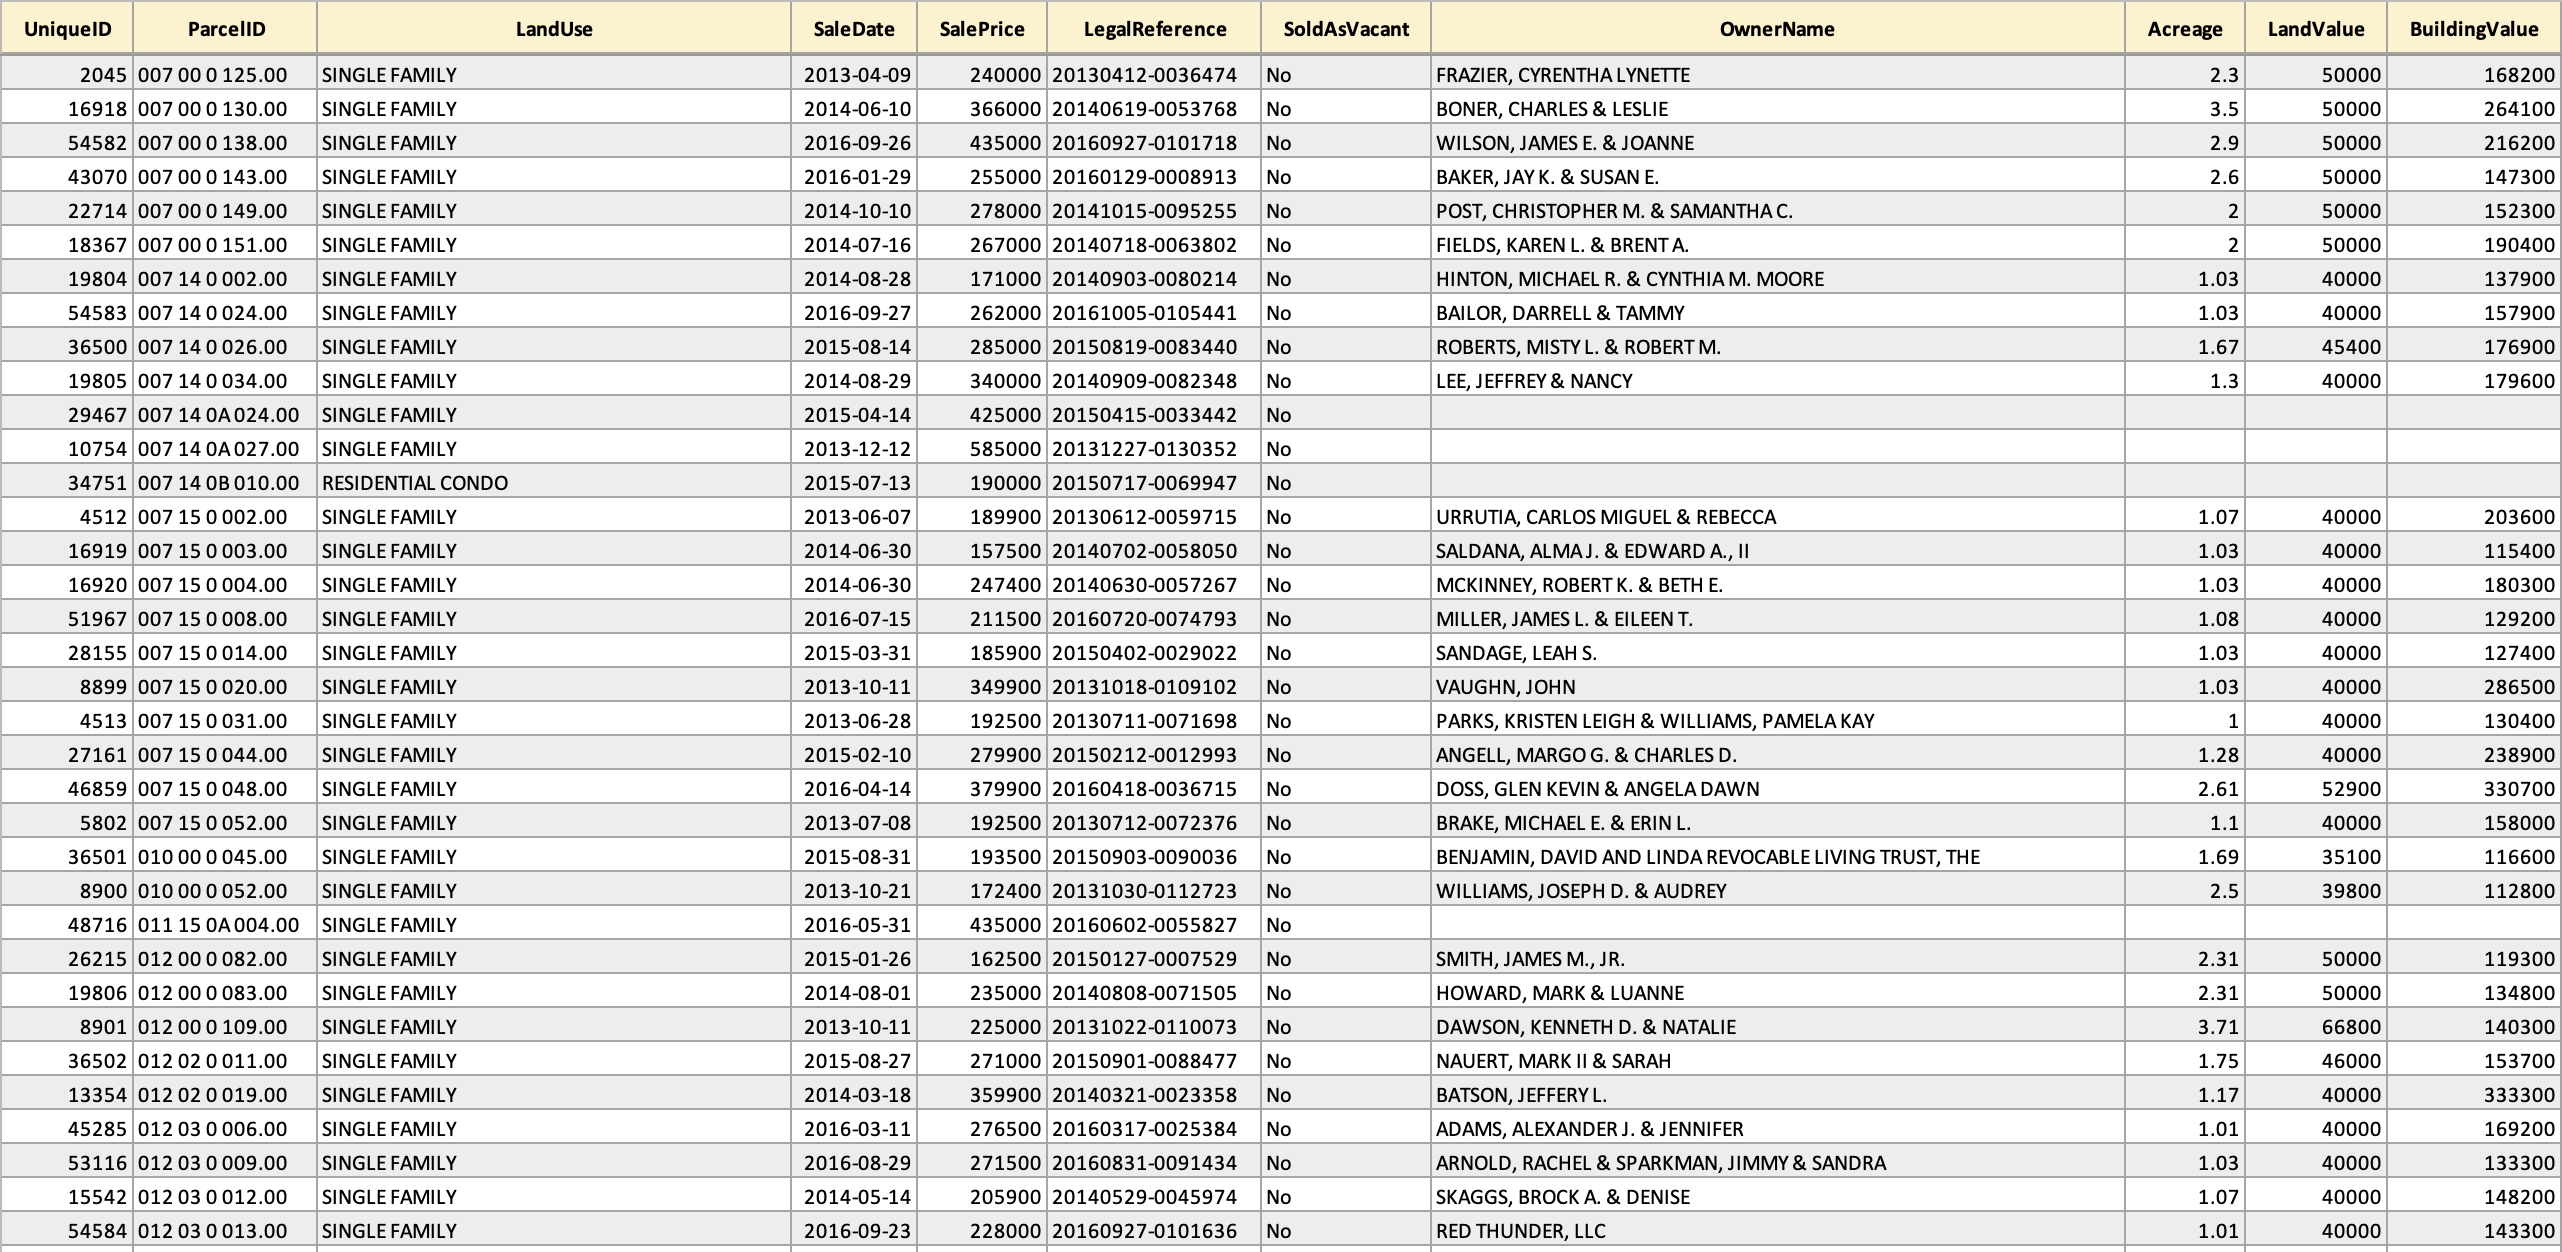 UniqueID ParcelID LandUse SaleDate SalePrice LegalReference SoldAsVacant OwnerName Acreage LandValue BuildingValue
2045 007 00 0 125.00 SINGLE FAMILY 2013-04-09 240000 20130412-0036474 No FRAZIER, CYRENTHA LYNETTE 2.3 50000 168200
16918 007 00 0 130.00 SINGLE FAMILY 2014-06-10 366000 20140619-0053768 No BONER, CHARLES & LESLIE 3.5 50000 264100
54582 007 00 0 138.00 SINGLE FAMILY 2016-09-26 435000 20160927-0101718 No WILSON, JAMES E. & JOANNE 2.9 50000 216200
43070 007 00 0 143.00 SINGLE FAMILY 2016-01-29 255000 20160129-0008913 No BAKER, JAY K. & SUSAN E. 2.6 50000 147300
22714 007 00 0 149.00 SINGLE FAMILY 2014-10-10 278000 20141015-0095255 No POST, CHRISTOPHER M. & SAMANTHA C. 2 50000 152300
18367 007 00 0 151.00 SINGLE FAMILY 2014-07-16 267000 20140718-0063802 No FIELDS, KAREN L. & BRENT A. 2 50000 190400
19804 007 14 0 002.00 SINGLE FAMILY 2014-08-28 171000 20140903-0080214 No HINTON, MICHAEL R. & CYNTHIA M. MOORE 1.03 40000 137900
54583 007 14 0 024.00 SINGLE FAMILY 2016-09-27 262000 20161005-0105441 No BAILOR, DARRELL & TAMMY 1.03 40000 157900
36500 007 14 0 026.00 SINGLE FAMILY 2015-08-14 285000 20150819-0083440 No ROBERTS, MISTY L. & ROBERT M. 1.67 45400 176900
19805 007 14 0 034.00 SINGLE FAMILY 2014-08-29 340000 20140909-0082348 No LEE, JEFFREY & NANCY 1.3 40000 179600
29467 007 14 0A 024.00 SINGLE FAMILY 2015-04-14 425000 20150415-0033442 No
10754 007 14 0A 027.00 SINGLE FAMILY 2013-12-12 585000 20131227-0130352 No
34751 007 14 0B 010.00 RESIDENTIAL CONDO 2015-07-13 190000 20150717-0069947 No
4512 007 15 0 002.00 SINGLE FAMILY 2013-06-07 189900 20130612-0059715 No URRUTIA, CARLOS MIGUEL & REBECCA 1.07 40000 203600
16919 007 15 0 003.00 SINGLE FAMILY 2014-06-30 157500 20140702-0058050 No SALDANA, ALMA J. & EDWARD A., II 1.03 40000 115400
16920 007 15 0 004.00 SINGLE FAMILY 2014-06-30 247400 20140630-0057267 No MCKINNEY, ROBERT K. & BETH E. 1.03 40000 180300
51967 007 15 0 008.00 SINGLE FAMILY 2016-07-15 211500 20160720-0074793 No MILLER, JAMES L. & EILEEN T. 1.08 40000 129200
28155 007 15 0 014.00 SINGLE FAMILY 2015-03-31 185900 20150402-0029022 No SANDAGE, LEAH S. 1.03 40000 127400
8899 007 15 0 020.00 SINGLE FAMILY 2013-10-11 349900 20131018-0109102 No VAUGHN, JOHN 1.03 40000 286500
4513 007 15 0 031.00 SINGLE FAMILY 2013-06-28 192500 20130711-0071698 No PARKS, KRISTEN LEIGH & WILLIAMS, PAMELA KAY 1 40000 130400
27161 007 15 0 044.00 SINGLE FAMILY 2015-02-10 279900 20150212-0012993 No ANGELL, MARGO G. & CHARLES D. 1.28 40000 238900
46859 007 15 0 048.00 SINGLE FAMILY 2016-04-14 379900 20160418-0036715 No DOSS, GLEN KEVIN & ANGELA DAWN 2.61 52900 330700
5802 007 15 0 052.00 SINGLE FAMILY 2013-07-08 192500 20130712-0072376 No BRAKE, MICHAEL E. & ERIN L. 1.1 40000 158000
36501 010 00 0 045.00 SINGLE FAMILY 2015-08-31 193500 20150903-0090036 No BENJAMIN, DAVID AND LINDA REVOCABLE LIVING TRUST, THE 1.69 35100 116600
8900 010 00 0 052.00 SINGLE FAMILY 2013-10-21 172400 20131030-0112723 No WILLIAMS, JOSEPH D. & AUDREY 2.5 39800 112800
48716 011 15 0A 004.00 SINGLE FAMILY 2016-05-31 435000 20160602-0055827 No
26215 012 00 0 082.00 SINGLE FAMILY 2015-01-26 162500 20150127-0007529 No SMITH, JAMES M., JR. 2.31 50000 119300
19806 012 00 0 083.00 SINGLE FAMILY 2014-08-01 235000 20140808-0071505 No HOWARD, MARK & LUANNE 2.31 50000 134800
8901 012 00 0 109.00 SINGLE FAMILY 2013-10-11 225000 20131022-0110073 No DAWSON, KENNETH D. & NATALIE 3.71 66800 140300
36502 012 02 0 011.00 SINGLE FAMILY 2015-08-27 271000 20150901-0088477 No NAUERT, MARK II & SARAH 1.75 46000 153700
13354 012 02 0 019.00 SINGLE FAMILY 2014-03-18 359900 20140321-0023358 No BATSON, JEFFERY L. 1.17 40000 333300
45285 012 03 0 006.00 SINGLE FAMILY 2016-03-11 276500 20160317-0025384 No ADAMS, ALEXANDER J. & JENNIFER 1.01 40000 169200
53116 012 03 0 009.00 SINGLE FAMILY 2016-08-29 271500 20160831-0091434 No ARNOLD, RACHEL & SPARKMAN, JIMMY & SANDRA 1.03 40000 133300
15542 012 03 0 012.00 SINGLE FAMILY 2014-05-14 205900 20140529-0045974 No SKAGGS, BROCK A. & DENISE 1.07 40000 148200
54584 012 03 0 013.00 SINGLE FAMILY 2016-09-23 228000 20160927-0101636 No RED THUNDER, LLC 1.01 40000 143300